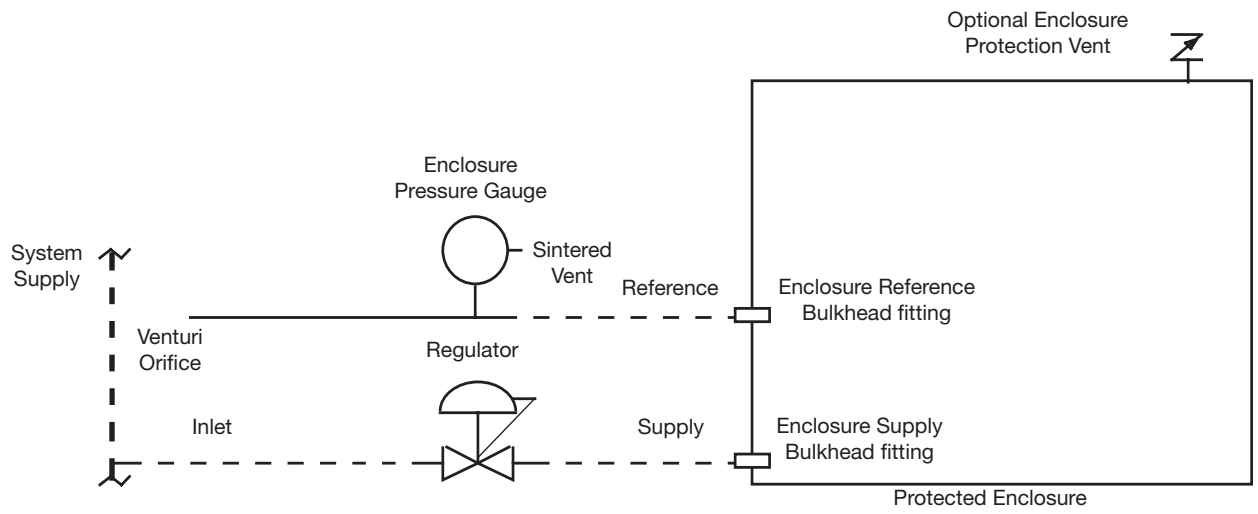 Optional Enclosure
Protection Vent
Enclosure
Pressure Gauge
System
Supply
Sintered
Vent
Reference
Enclosure Reference
Bulkhead fitting
Venturi
Orifice
Regulator
Inlet
Supply
Enclosure Supply
Bulkhead fitting
Protected Enclosure